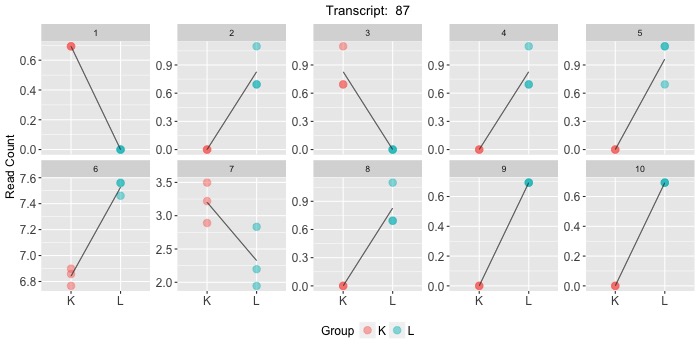 Transcript: 87
1 2 3 4 5
0.6 0.9 0.9 0.9 0.9
0.4 0.6 0.6 0.6 0.6
0.2 0.3 0.3 0.3 0.3
0.0 0.0 0.0 0.0 0.0
Read Count
6 7 8 9 10
7.6 3.5 0.9 0.6 0.6
7.4 3.0 0.6 0.4 0.4
7.2 2.5 0.3 0.2 0.2
7.0 2.0 0.0 0.0 0.0
6.8
K L K L K L K L K L
Group K L